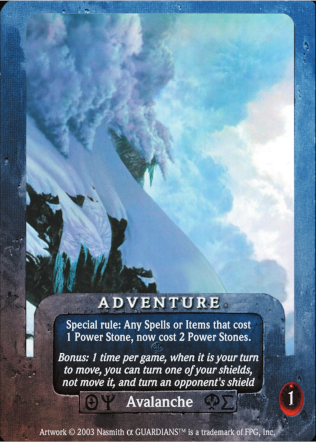 ADVENTURE
Special rule: Any Spells or Items that cost
1 Power Stone, now cost 2 Power Stones.
Bonus: 1 time per game, when it is your turn
to move, you can turn one of your shields,
not move it, and turn an opponent's shield
Avalanche
1
Artwork © 2003 Nasmith α GUARDIANS™ is a trademark of FPG, Inc.